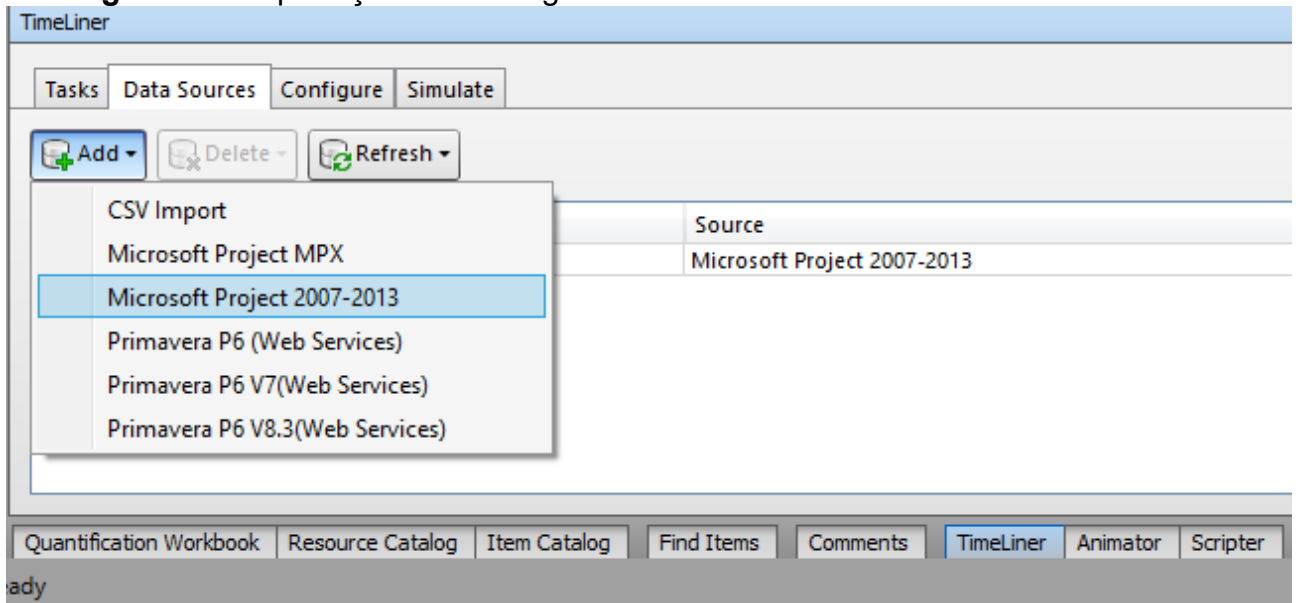 TimeLiner
Tasks Data Sources Configure Simulate
Add Delete Refresh
CSV Import
Source
Microsoft Project MPX
Microsoft Project 2007-2013
Microsoft Project 2007-2013
Primavera P6 (Web Services)
Primavera P6 V7(Web Services)
Primavera P6 V8.3(Web Services)
Quantification Workbook Resource Catalog Item Catalog Find Items Comments TimeLiner Animator Scripter
eady